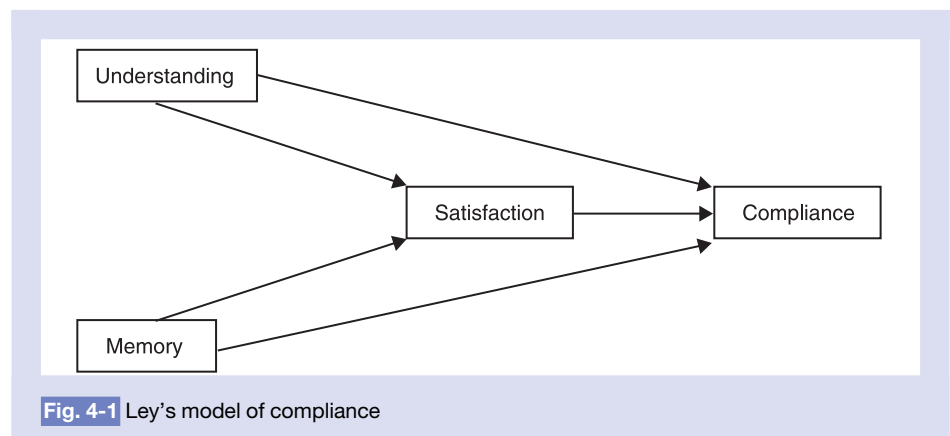 Understanding
Satisfaction
Compliance
Memory
Fig. 4-1 Ley’s model of compliance